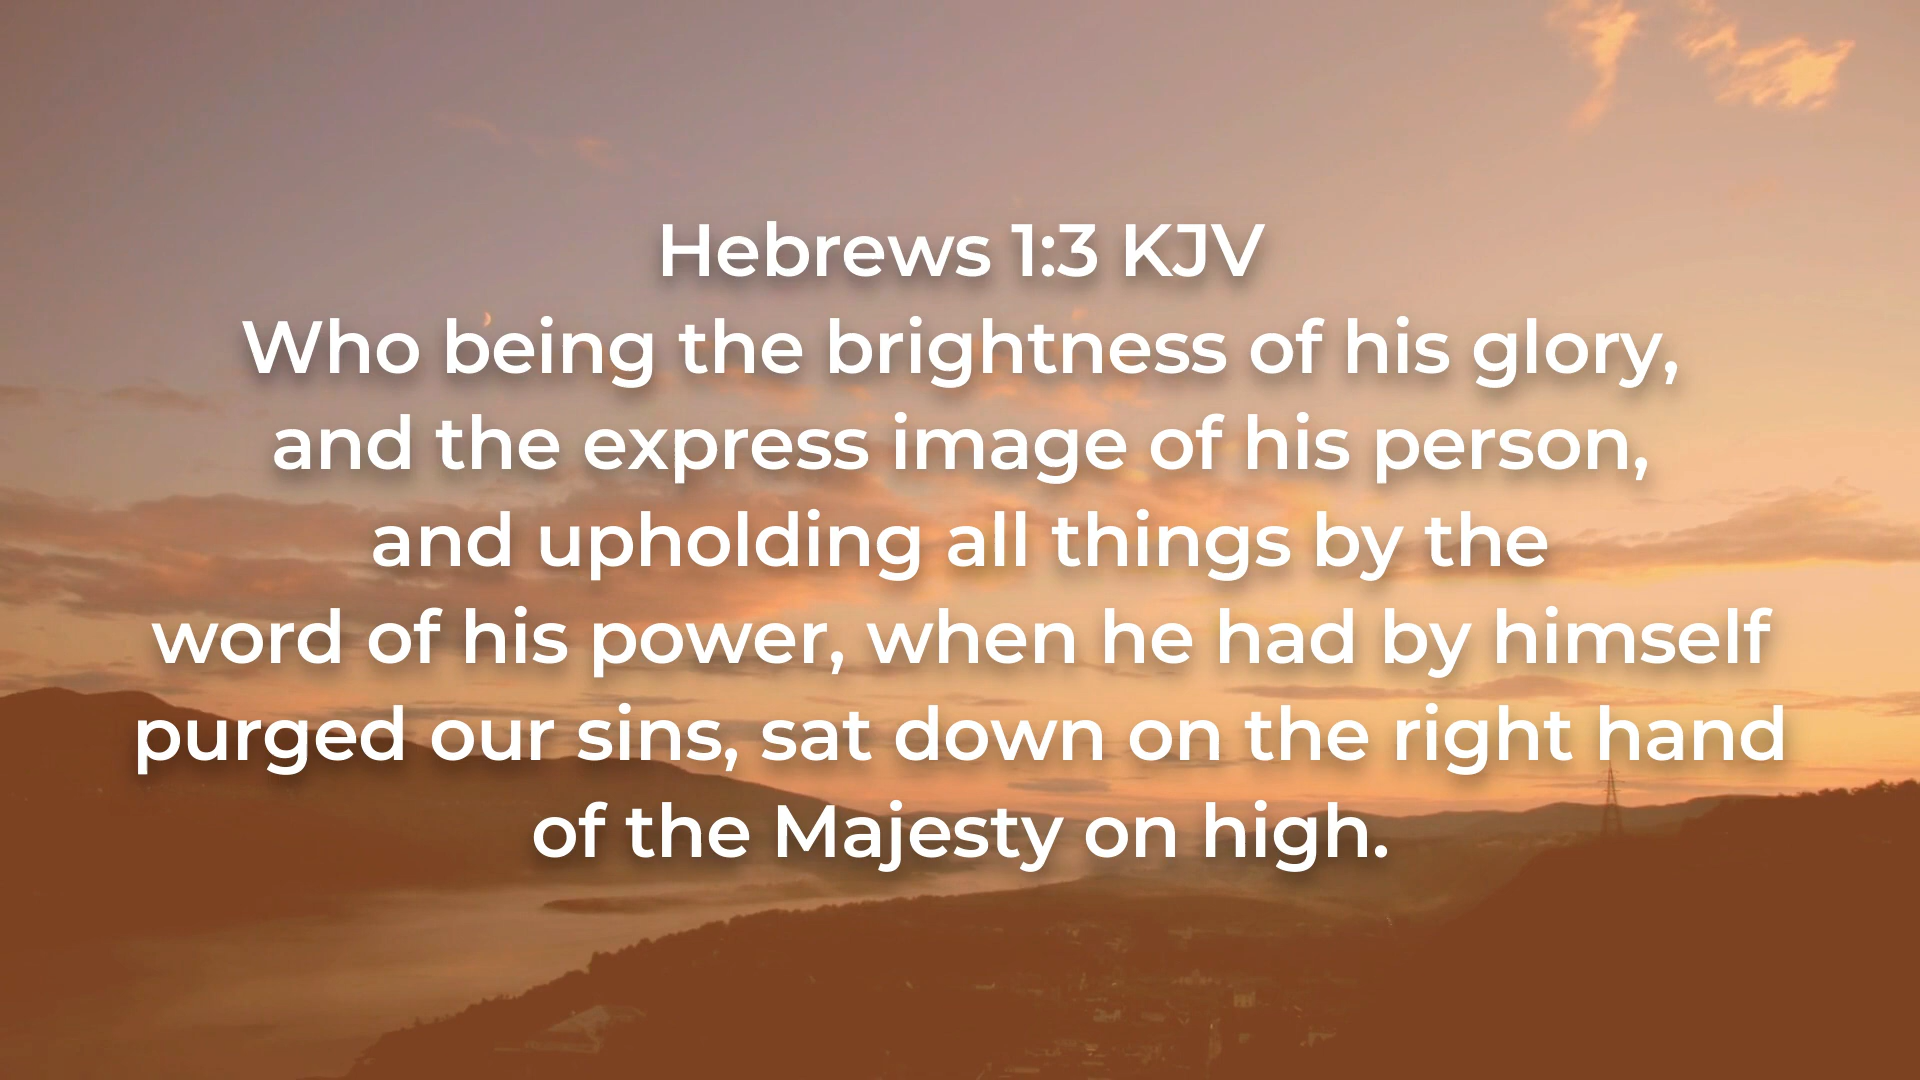 Hebrews 1:3 KJV
Who being the brightness of his glory,
and the express image of his person,
and upholding all things by the
word of his power, when he had by himself
purged our sins, sat down on the right hand
of the Majesty on high.